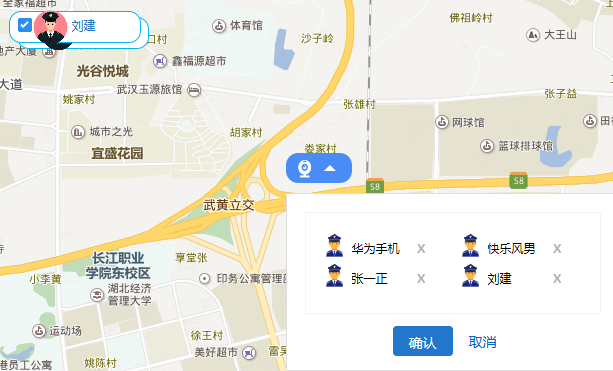 全家福超市
刘建
体育馆
佛祖岭村
大王山
口村
沙子岭
地产大厦
鑫福源超市
光谷悦城
大道
武汉玉源旅馆
姚家村
张雄村
张子益
城市之光
胡家村
网球馆
田径
宜盛花园
娄家村
篮球排球馆
S8
S8
武黄立交
华为手机 X
快乐风男 X
长江职业
学院东校区
享堂张
小李黄
印务公寓管理
张一正 X
刘建 X
湖北经济
管理大学
运动场
徐王村
确认
取消
美好超市
雷吴
姚陈村
港员工公寓